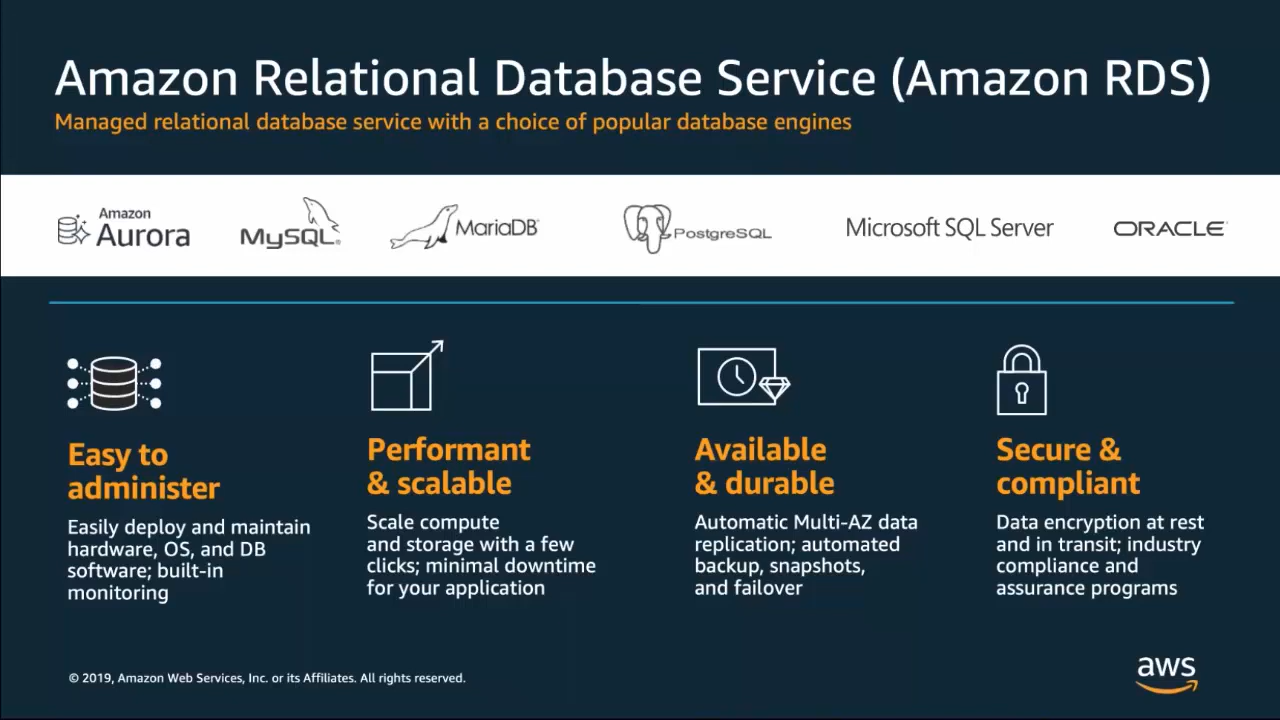 Amazon Relational Database Service (Amazon RDS)
Managed relational database service with a choice of popular database engines
Amazon
Aurora
MySQL®
MariaDB
PostgreSQL
Microsoft SQL Server
ORACLE
Easy to
administer
Easily deploy and maintain
hardware, OS, and DB
software; built-in
monitoring
Performant
& scalable
Scale compute
and storage with a few
clicks; minimal downtime
for your application
Available
& durable
Automatic Multi-AZ data
replication; automated
backup, snapshots,
and failover
Secure &
compliant
Data encryption at rest
and in transit; industry
compliance and
assurance programs
© 2019, Amazon Web Services, Inc. or its Affiliates. All rights reserved.
aws